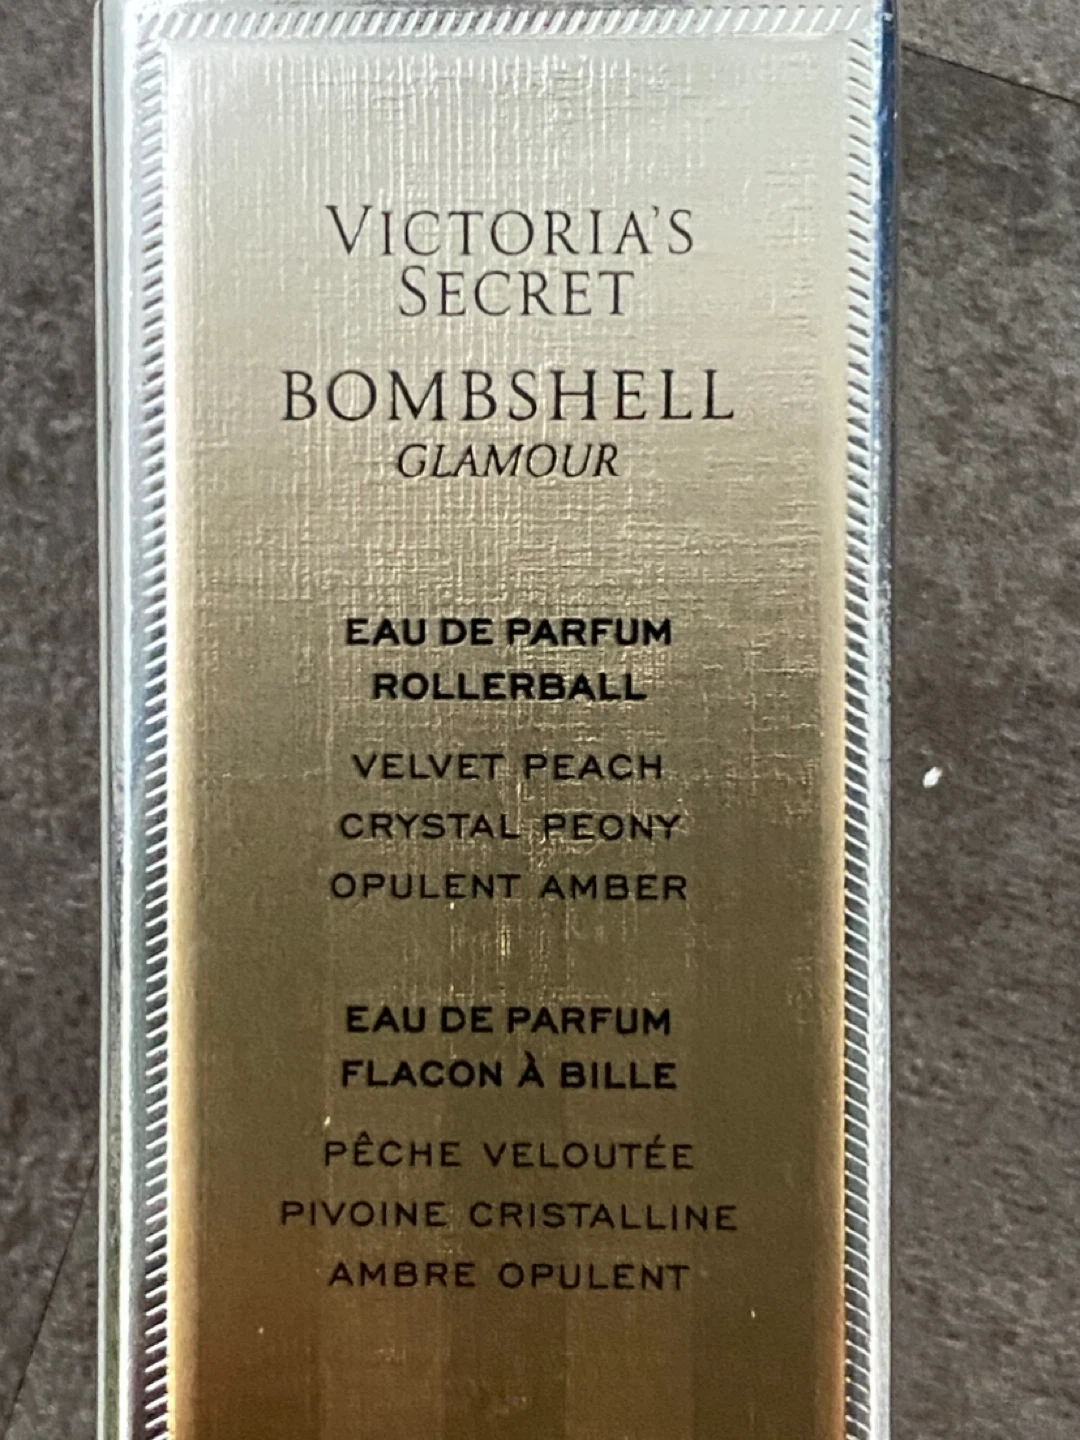 VICTORIA'S
SECRET
BOMBSHELL
GLAMOUR
EAU DE PARFUM
ROLLERBALL
VELVET PEACH
CRYSTAL PEONY
OPULENT AMBER
EAU DE PARFUM
FLACON À BILLE
PÊCHE VELOUTÉE
PIVOINE CRISTALLINE
AMBRE OPULENT